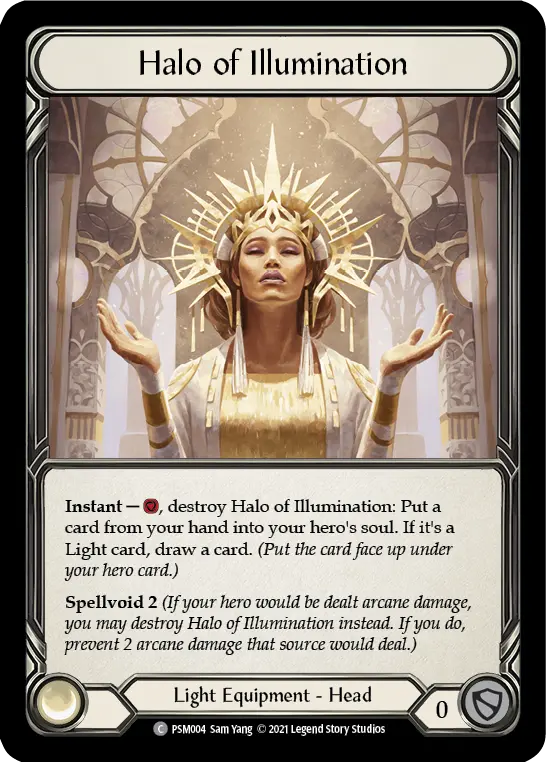 Halo of Illumination
Instant — , destroy Halo of Illumination: Put a
card from your hand into your hero's soul. If it's a
Light card, draw a card. (Put the card face up under
your hero card.)
Spellvoid 2 (If your hero would be dealt arcane damage,
you may destroy Halo of Illumination instead. If you do,
prevent 2 arcane damage that source would deal.)
Light Equipment - Head
0
C PSM004 Sam Yang © 2021 Legend Story Studios